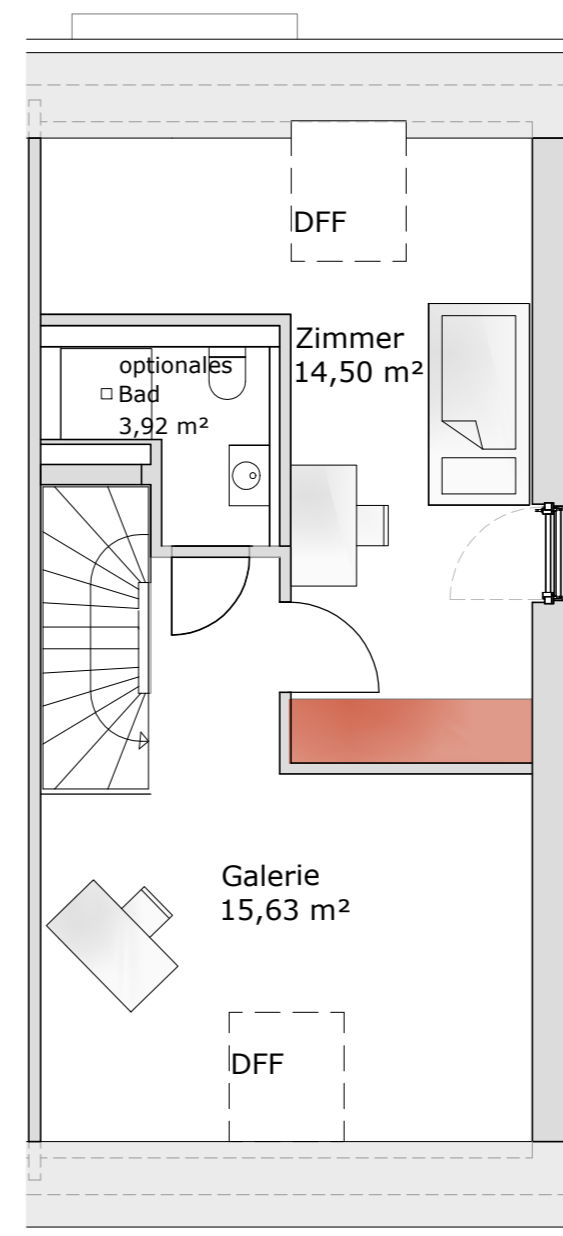 DFF
Zimmer
14,50 m²
optionales
Bad
3,92 m²
Galerie
15,63 m²
DFF